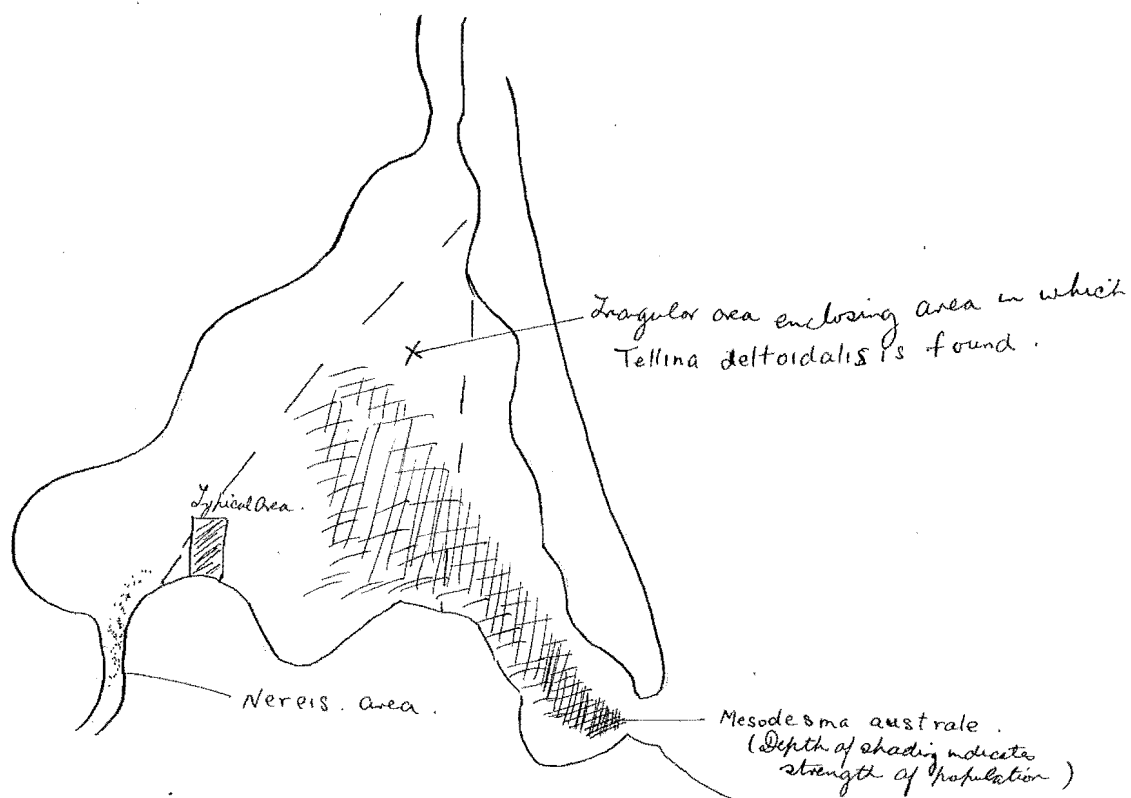 Iragular area enclosing area in which
Tellina deltoidalis is found.
Typical Area.
Nereis. area.
Mesodesma australe.
(Depth of shading indicates
strength of population)